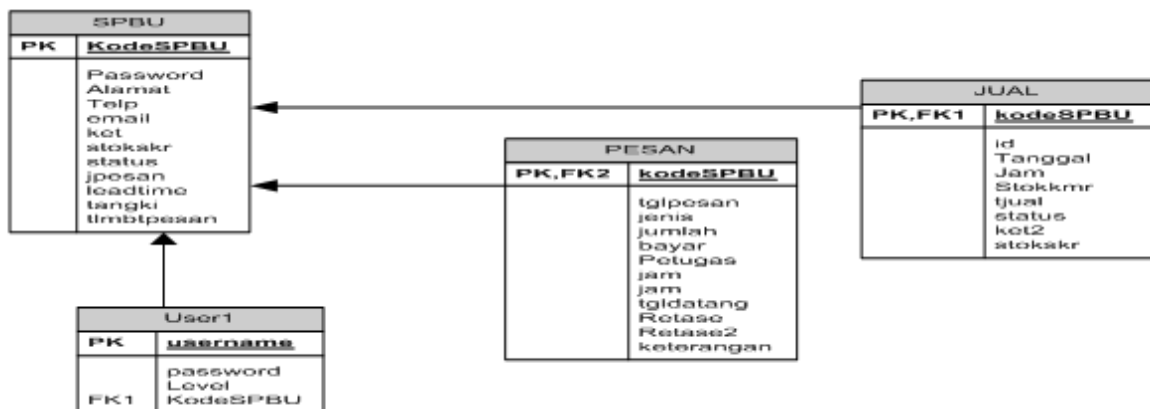 SPBU
PK KodeSPBU
Password
Alamat
Telp
email
ket
stokskr
status
jpesan
leadtime
tangki
tlmbtpesan
JUAL
PK,FK1 kodeSPBU
id
Tanggal
Jam
Stokkmr
tjual
status
ket2
stokskr
PESAN
PK,FK2 kodeSPBU
tglpesan
jenis
jumlah
bayar
Petugas
jam
jam
tgldatang
Retase
Retase2
keterangan
User1
PK username
password
Level
FK1 KodeSPBU